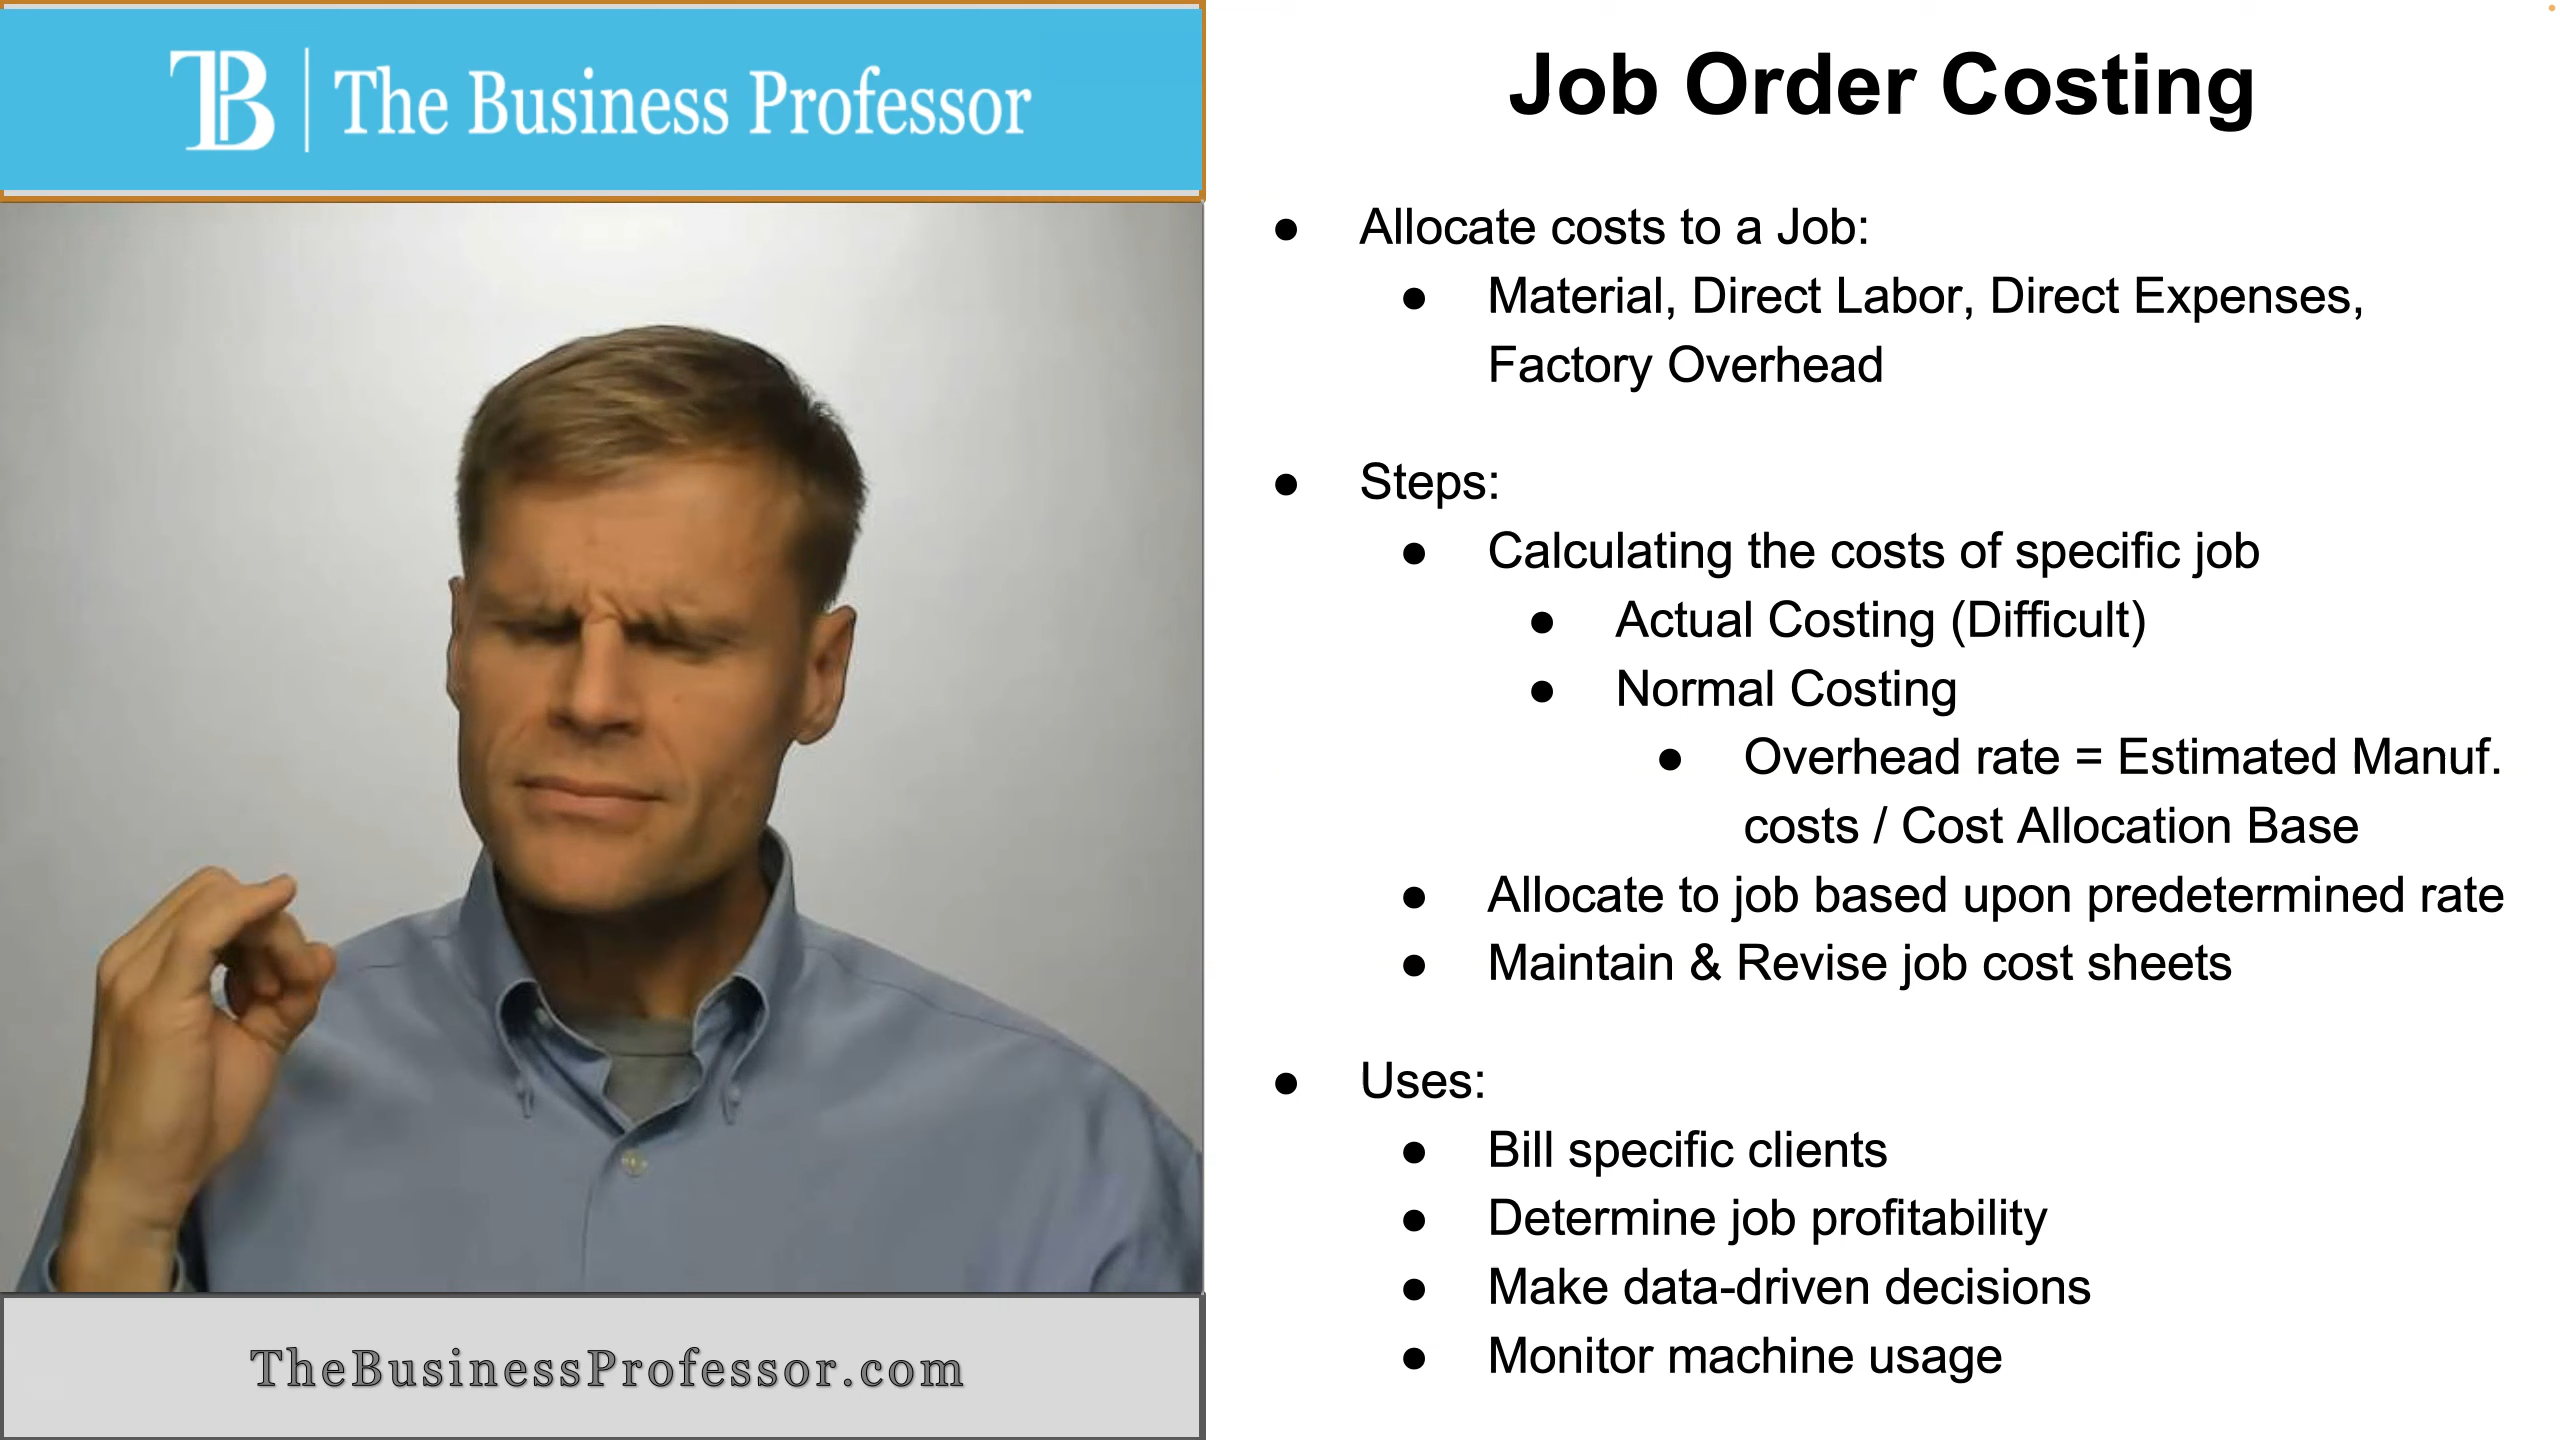 TB The Business Professor
TheBusinessProfessor.com
Job Order Costing
● Allocate costs to a Job:
● Material, Direct Labor, Direct Expenses,
Factory Overhead
● Steps:
● Calculating the costs of specific job
● Actual Costing (Difficult)
● Normal Costing
● Overhead rate = Estimated Manuf.
costs / Cost Allocation Base
● Allocate to job based upon predetermined rate
● Maintain & Revise job cost sheets
● Uses:
● Bill specific clients
● Determine job profitability
● Make data-driven decisions
● Monitor machine usage